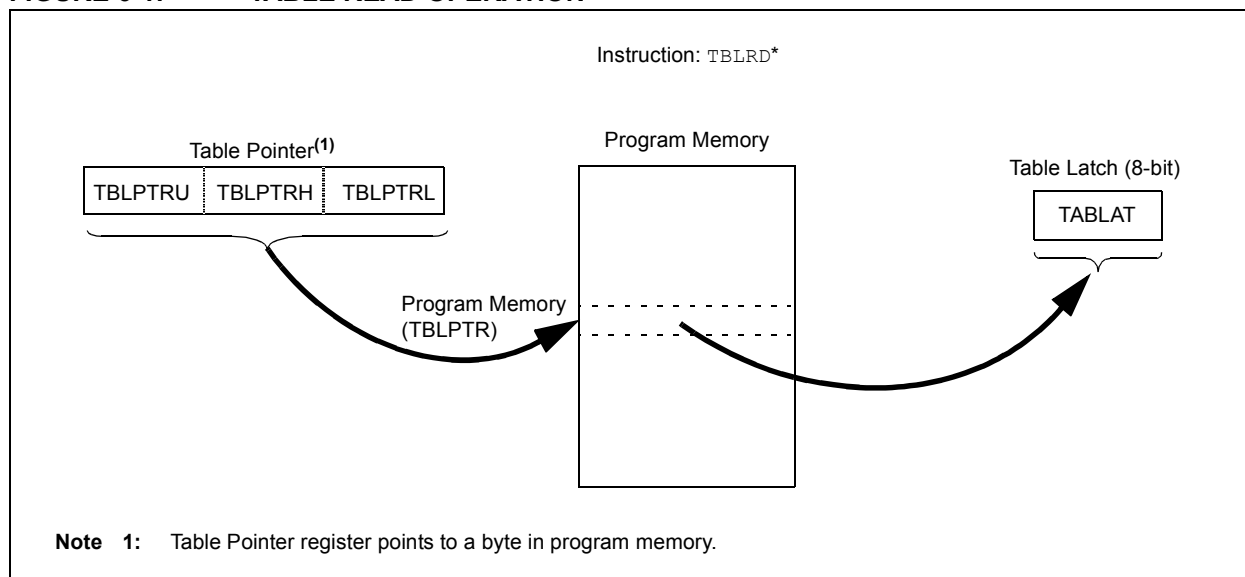 Instruction: TBLRD*
Table Pointer(1)
Program Memory
Table Latch (8-bit)
TBLPTRU TBLPTRH TBLPTRL
TABLAT
Program Memory
(TBLPTR)
Note 1: Table Pointer register points to a byte in program memory.